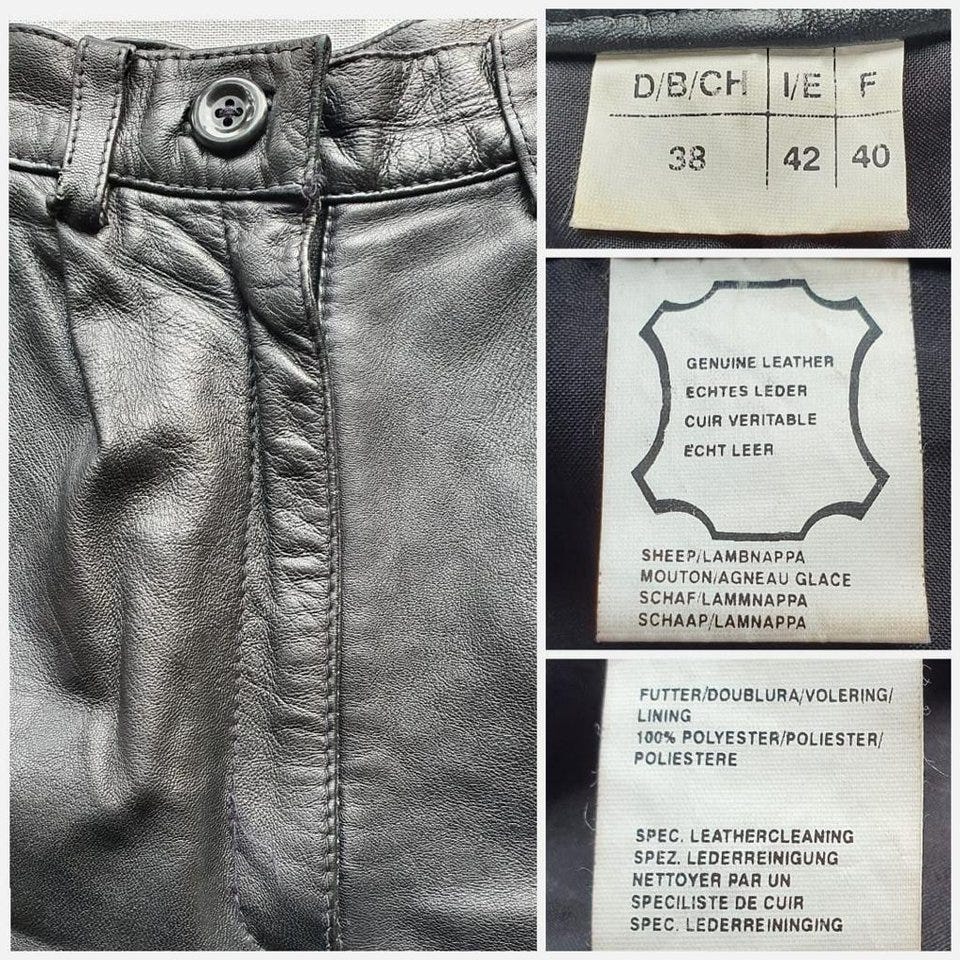 D/B/CH I/E F
38 42 40
GENUINE LEATHER
ECHTES LEDER
CUIR VERITABLE
ECHT LEER
SHEEP/LAMBNAPPA
MOUTON/AGNEAU GLACE
SCHAF/LAMMNAPPA
SCHAAP/LAMNAPPA
FUTTER/DOUBLURA/VOLERING/
LINING
100% POLYESTER/POLIESTER/
POLIESTERE
SPEC. LEATHERCLEANING
SPEZ. LEDERREINIGUNG
NETTOYER PAR UN
SPECILISTE DE CUIR
SPEC. LEDERREININGING